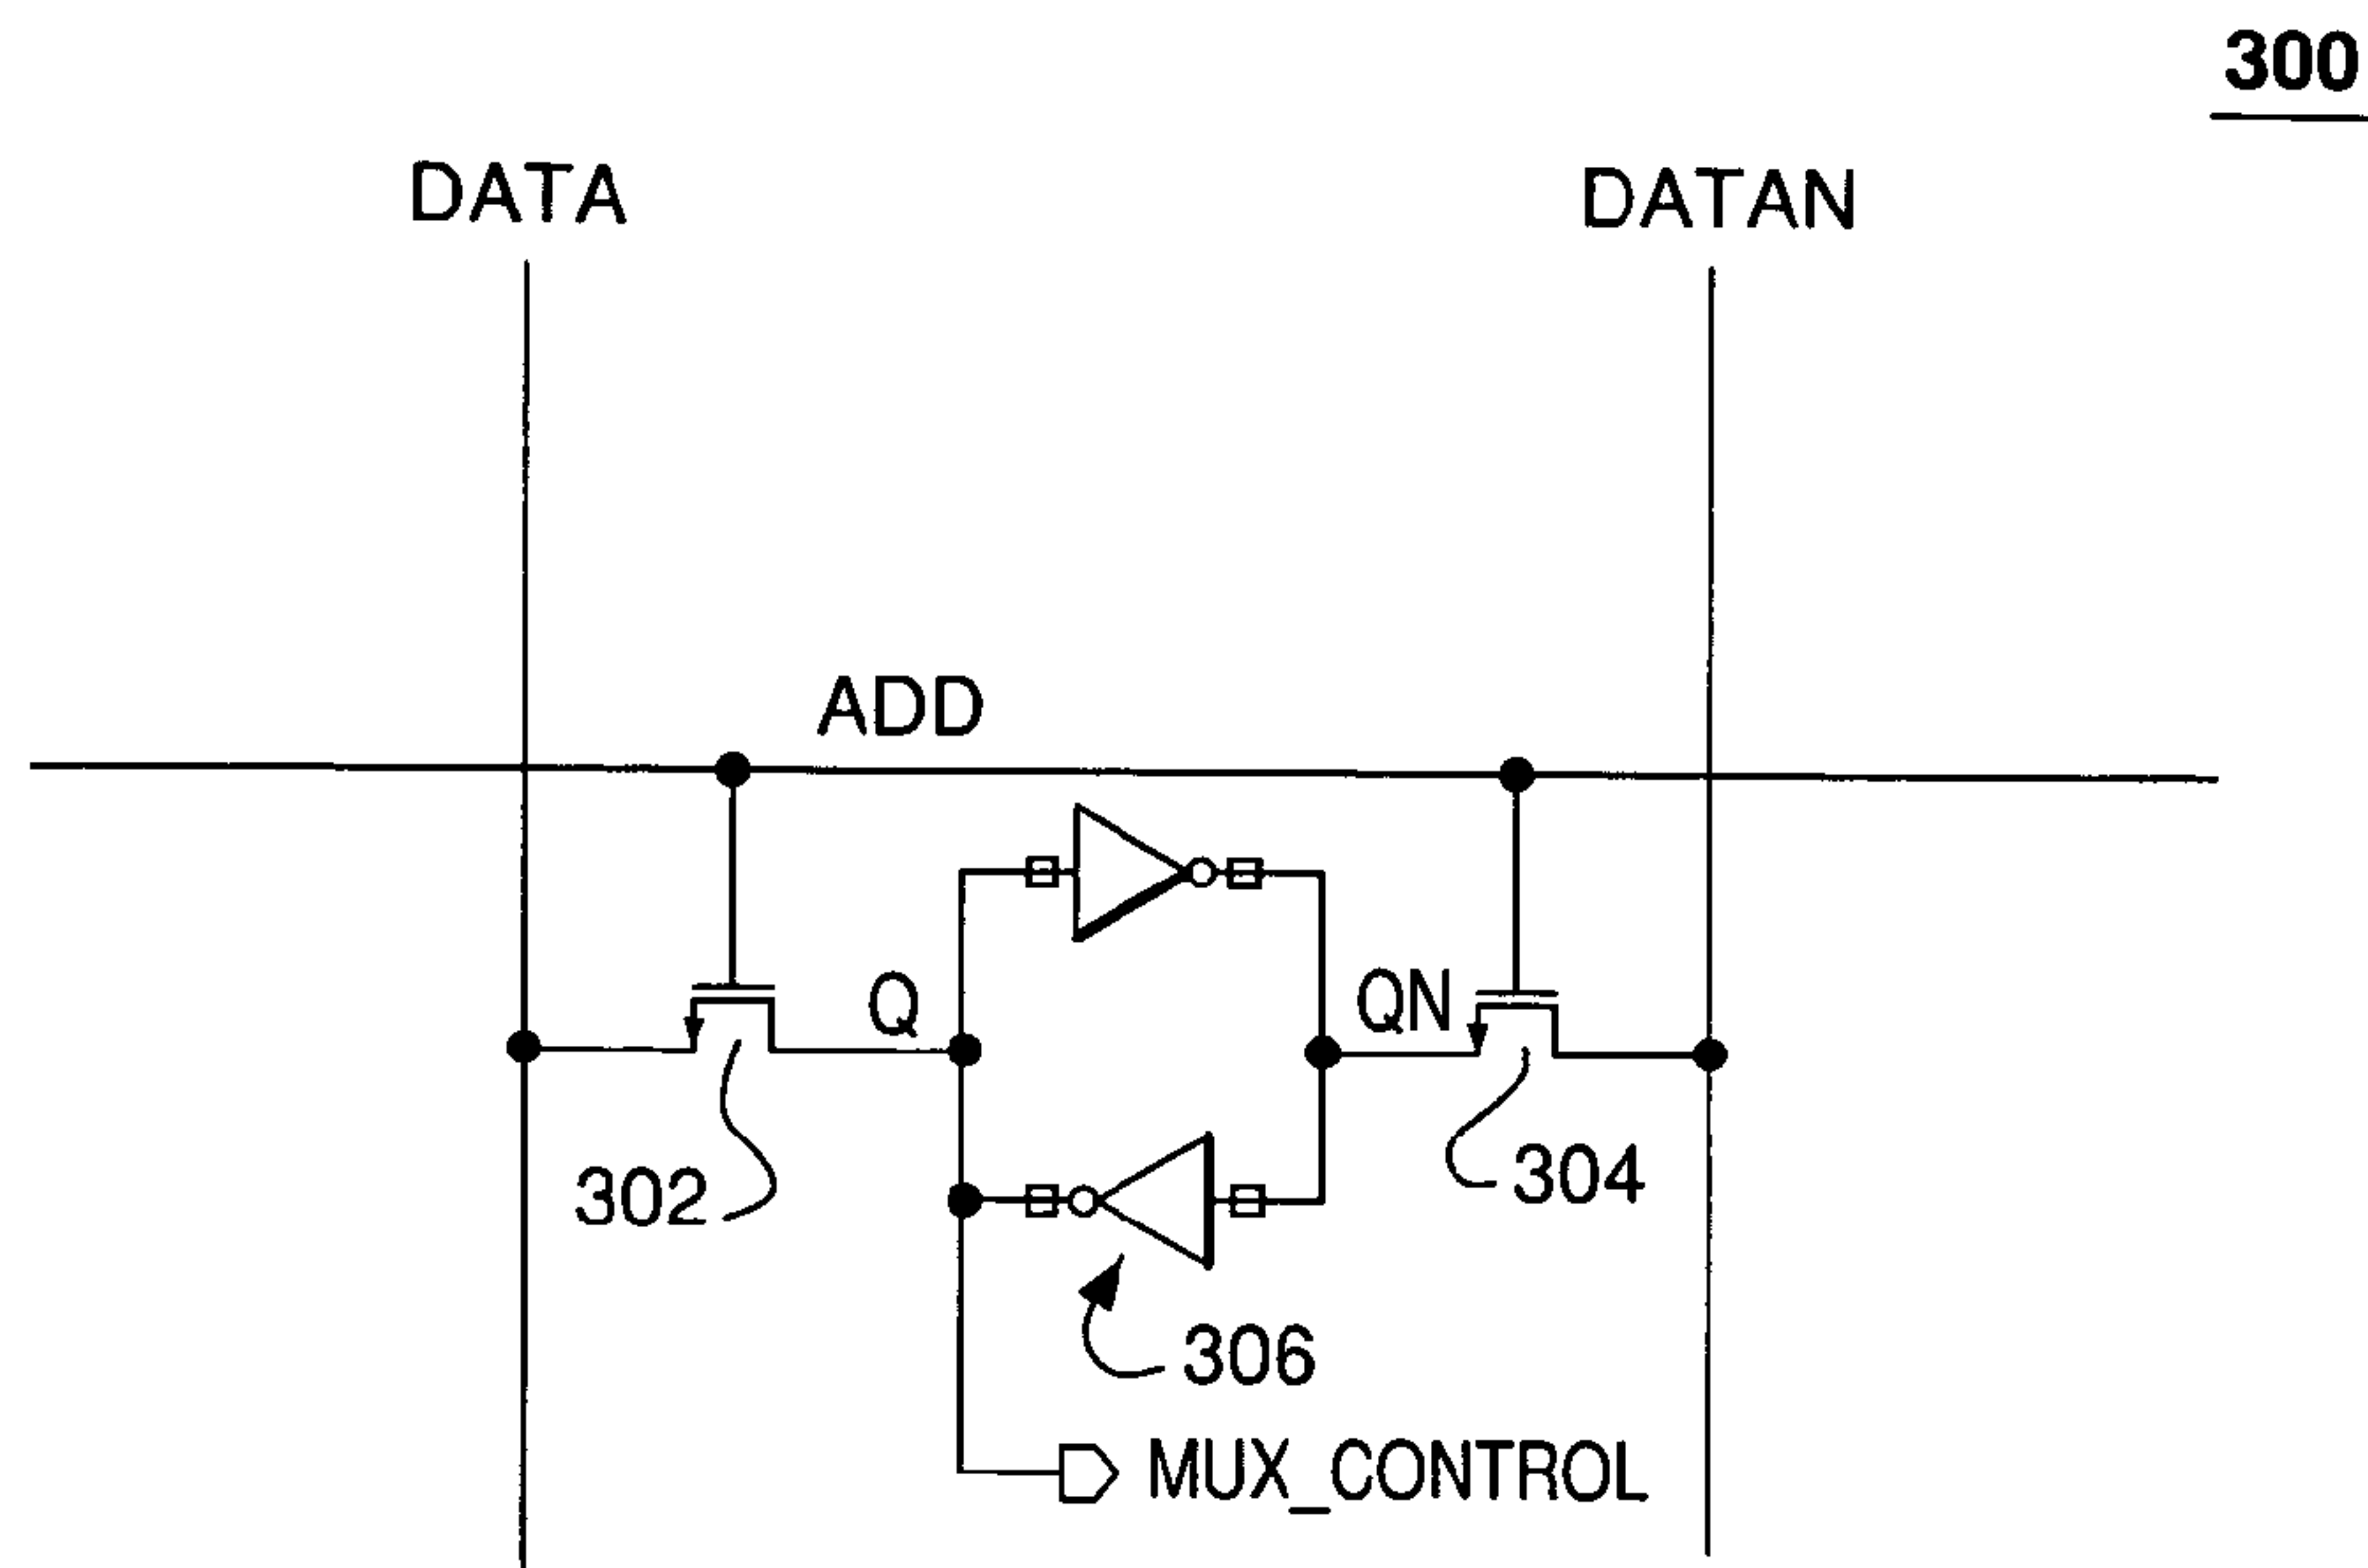 300
DATA
DATAN
ADD
Q
QN
302
304
306
MUX_CONTROL